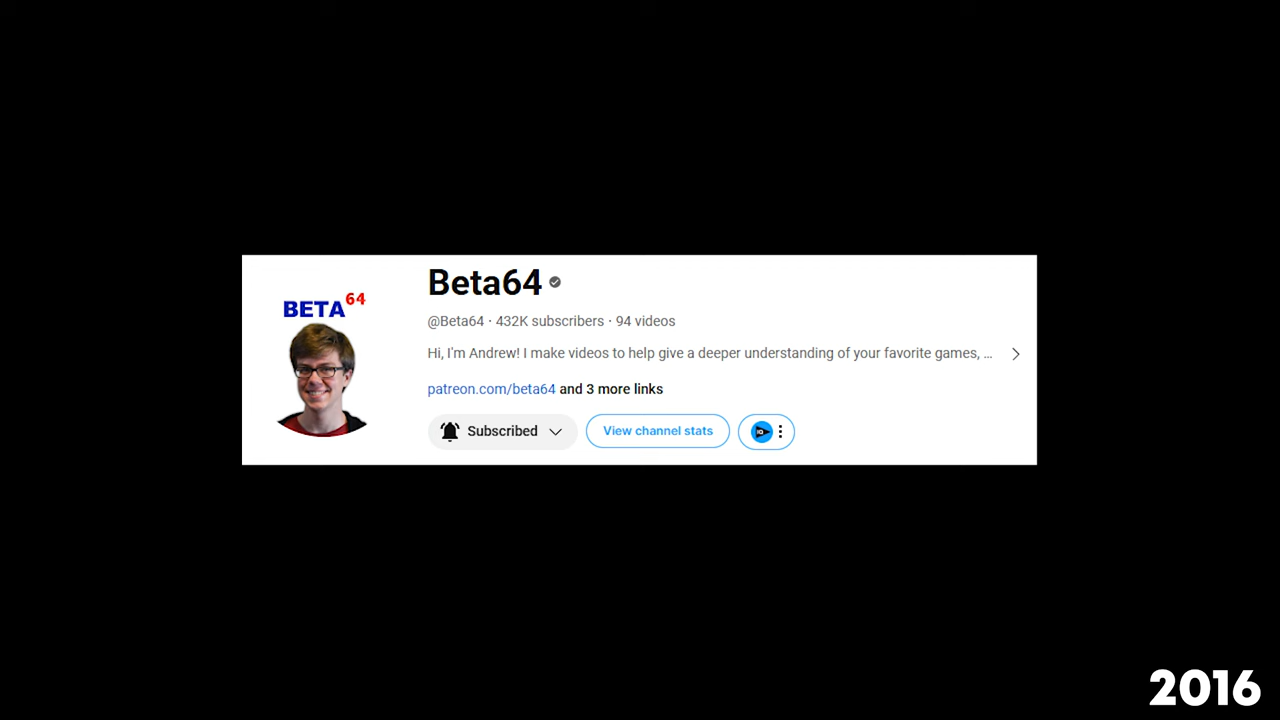 BETA64
Beta64
@Beta64 · 432K subscribers · 94 videos
Hi, I'm Andrew! I make videos to help give a deeper understanding of your favorite games, ...
patreon.com/beta64 and 3 more links
Subscribed
View channel stats
IQ
2016